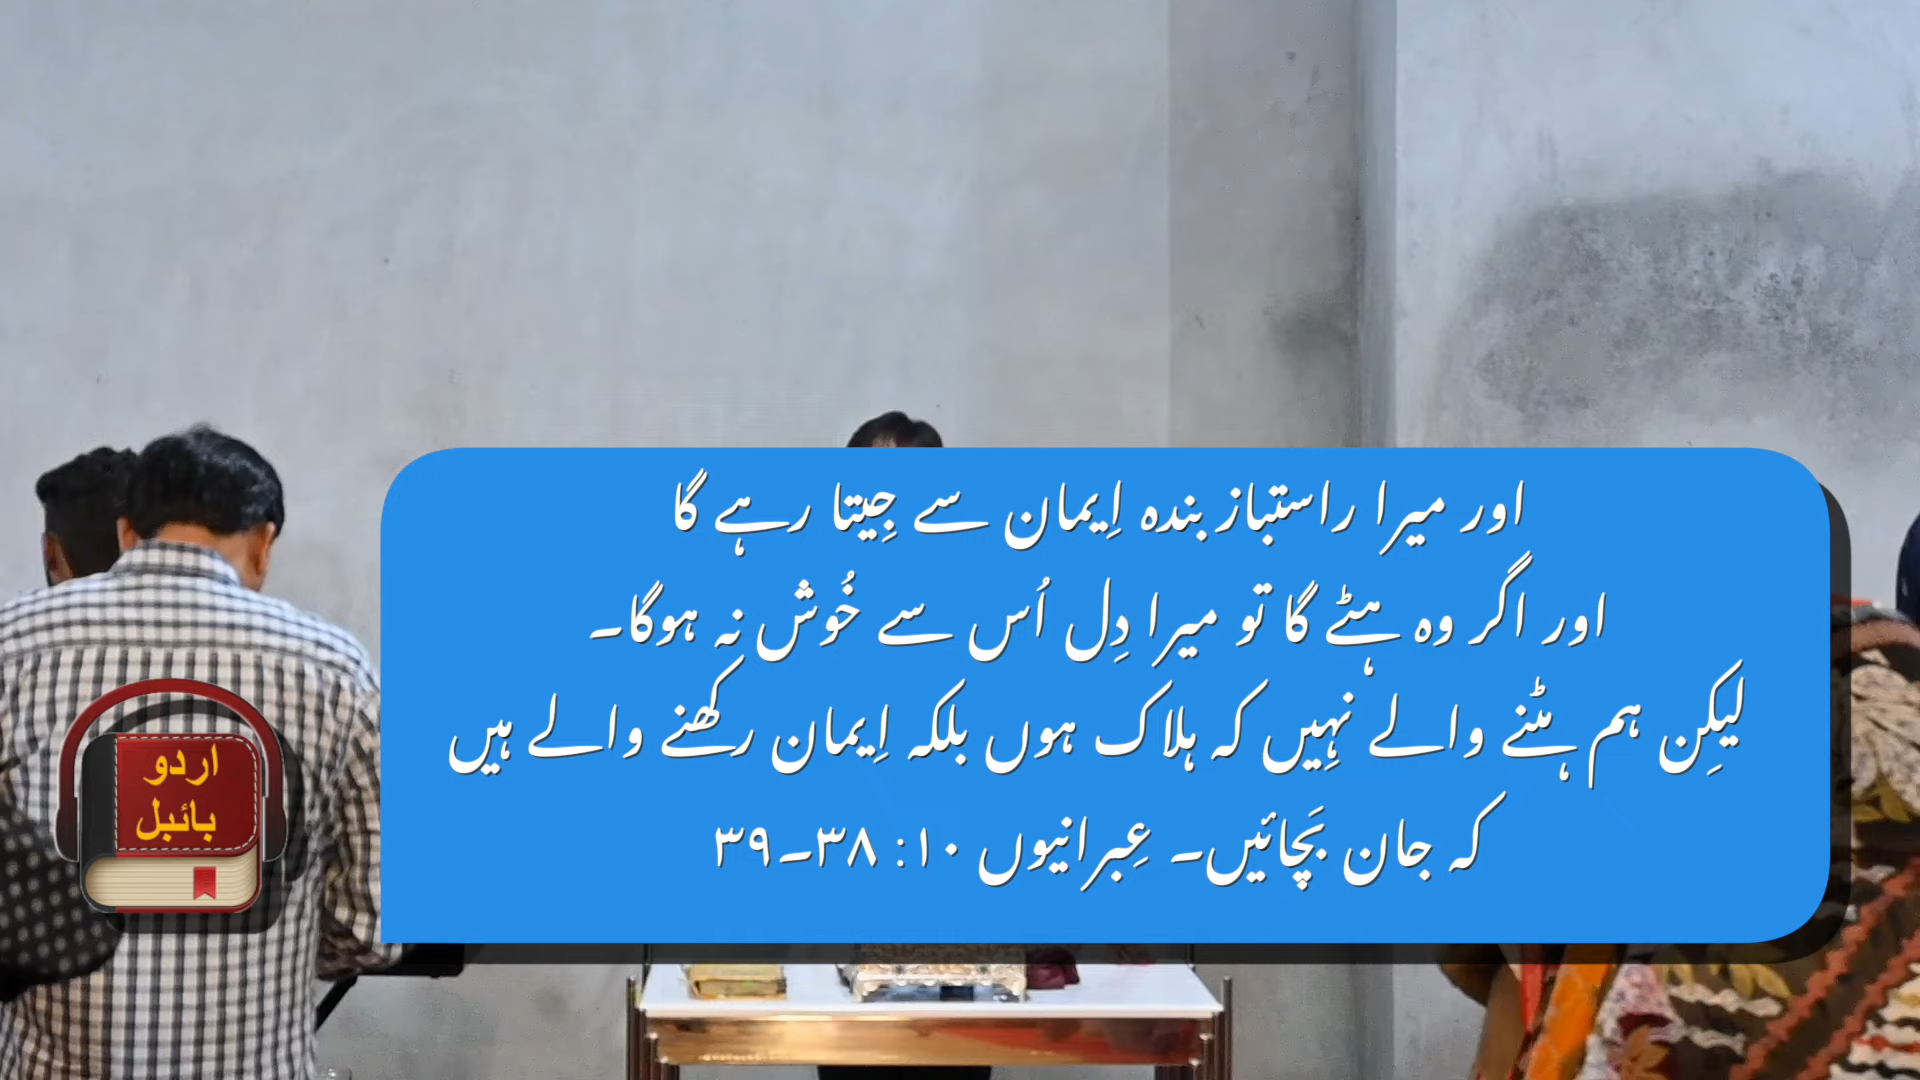 اور میرا راستباز بندہ اِیمان سے جِیتا رہے گا
اور اگر وہ ہٹے گا تو میرا دِل اُس سے خُوش نہ ہوگا۔
لیکِن ہم ہٹنے والے نہِیں کہ ہلاک ہوں بلکہ اِیمان رکھنے والے ہیں
کہ جان بَچائیں۔ عِبرانیوں ۱۰: ۳۸۔۳۹
اردو
بائبل